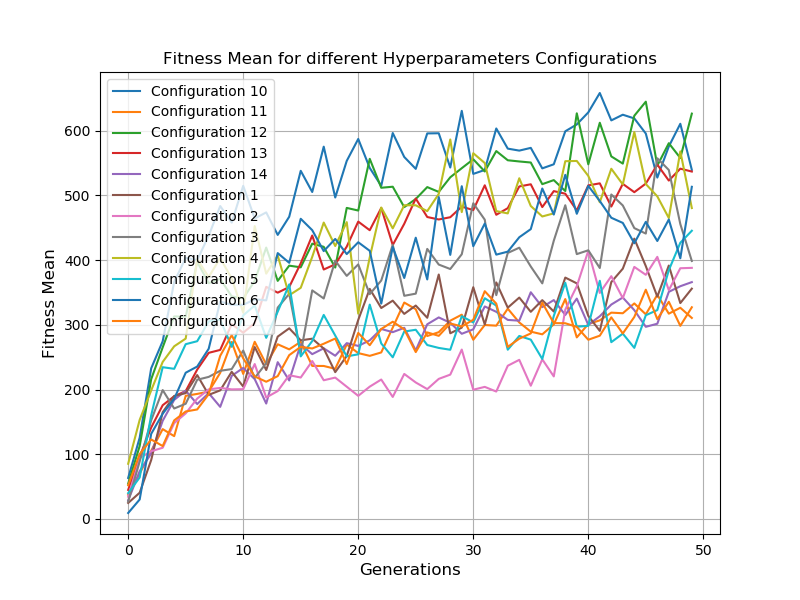 Fitness Mean for different Hyperparameters Configurations
Configuration 10
Configuration 11
Configuration 12
Configuration 13
Configuration 14
Configuration 1
Configuration 2
Configuration 3
Configuration 4
Configuration 5
Configuration 6
Configuration 7
Fitness Mean
600
500
400
300
200
100
0
0 10 20 30 40 50
Generations